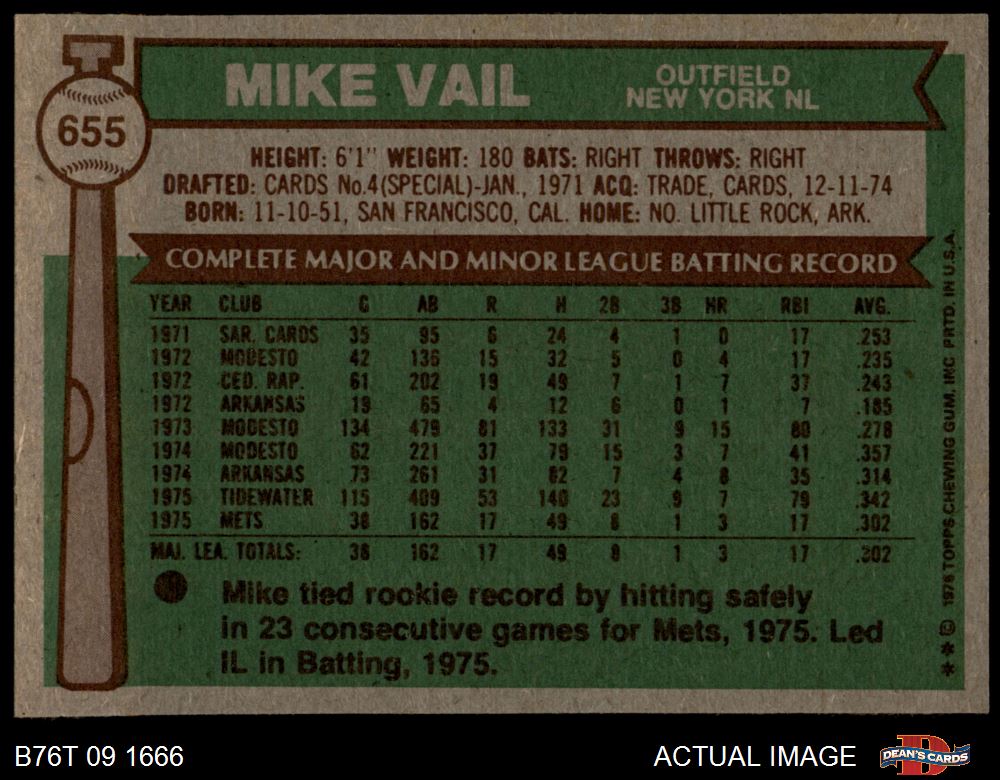 655
MIKE VAIL
OUTFIELD
NEW YORK NL
HEIGHT: 6'1" WEIGHT: 180 BATS: RIGHT THROWS: RIGHT
DRAFTED: CARDS No.4(SPECIAL)-JAN., 1971 ACQ: TRADE, CARDS, 12-11-74
BORN: 11-10-51, SAN FRANCISCO, CAL. HOME: NO. LITTLE ROCK, ARK.
COMPLETE MAJOR AND MINOR LEAGUE BATTING RECORD
YEAR CLUB G AB R H 2B 3B HR RBI AVG.
1971 SAR. CARDS 35 95 6 24 4 1 0 17 .253
1972 MODESTO 42 136 15 32 5 0 4 17 .235
1972 CED. RAP. 61 202 19 49 7 1 7 37 .243
1972 ARKANSAS 19 65 4 12 6 0 1 7 .185
1973 MODESTO 134 479 81 133 31 9 15 80 .278
1974 MODESTO 62 221 37 79 15 3 7 41 .357
1974 ARKANSAS 73 261 31 82 7 4 8 35 .314
1975 TIDEWATER 115 409 53 140 23 9 7 79 .342
1975 METS 38 162 17 49 8 1 3 17 .302
MAJ. LEA. TOTALS: 38 162 17 49 8 1 3 17 .302
Mike tied rookie record by hitting safely
in 23 consecutive games for Mets, 1975. Led
IL in Batting, 1975.
*** © 1976 TOPPS CHEWING GUM, INC PRTD. IN U.S.A.
B76T 09 1666
ACTUAL IMAGE
DEAN'S CARDS